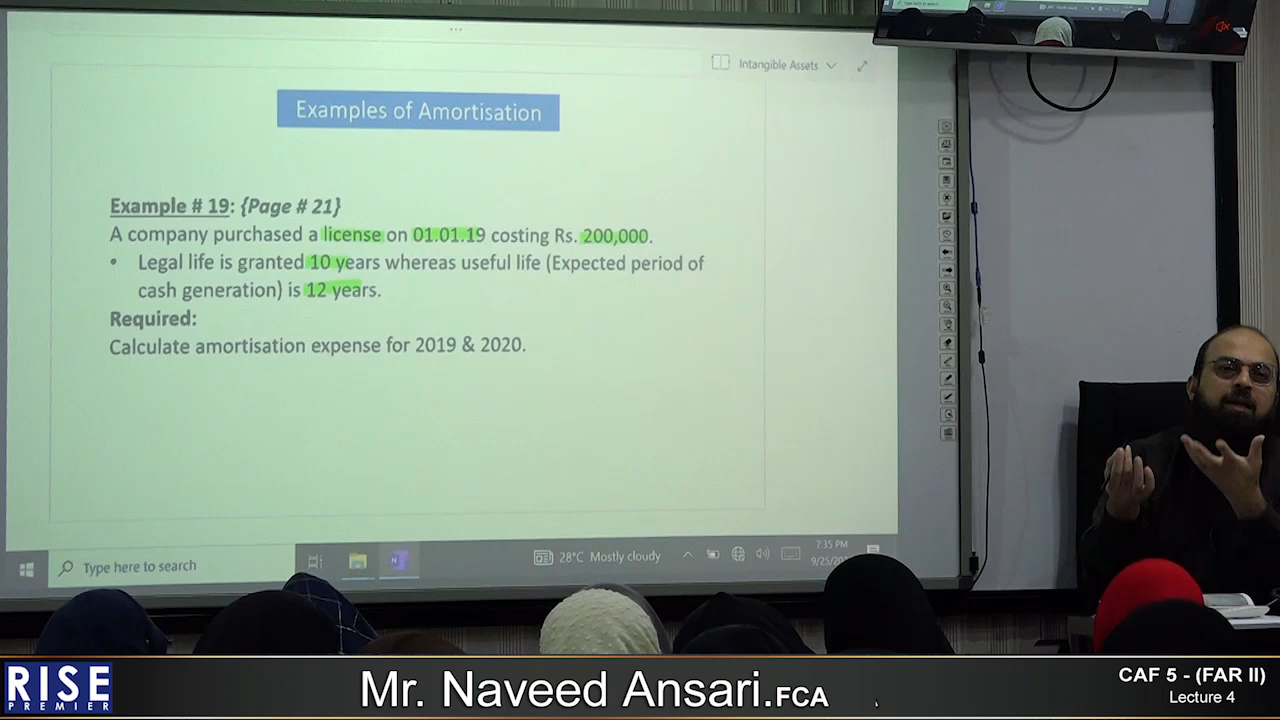 Intangible Assets
Examples of Amortisation
Example # 19: {Page # 21}
A company purchased a license on 01.01.19 costing Rs. 200,000.
• Legal life is granted 10 years whereas useful life (Expected period of
cash generation) is 12 years.
Required:
Calculate amortisation expense for 2019 & 2020.
Type here to search
28°C Mostly cloudy
7:35 PM
RISE
PREMIER
Mr. Naveed Ansari.FCA
CAF 5 - (FAR II)
Lecture 4